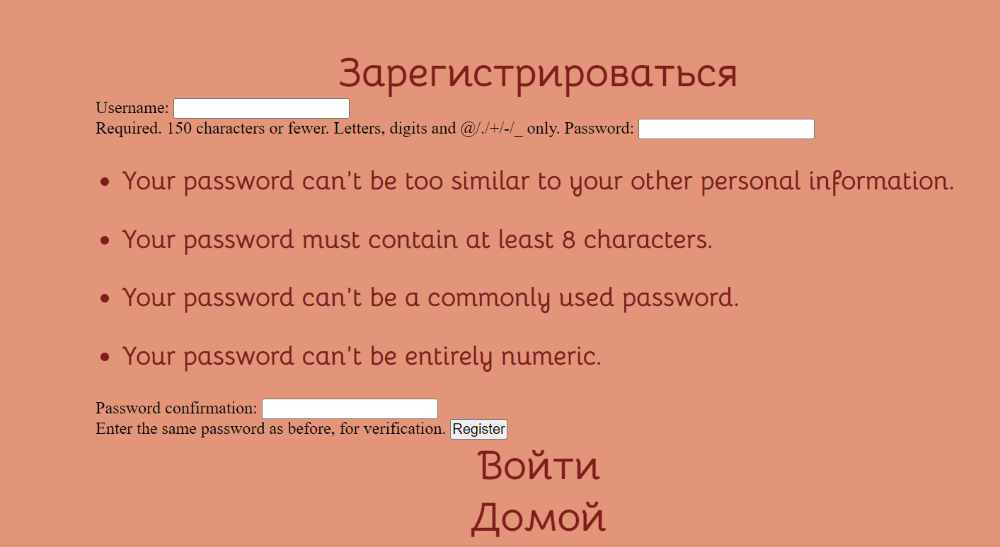 Зарегистрироваться
Username:
Required. 150 characters or fewer. Letters, digits and @/./+/-/_ only. Password:
• Your password can’t be too similar to your other personal information.
• Your password must contain at least 8 characters.
• Your password can’t be a commonly used password.
• Your password can’t be entirely numeric.
Password confirmation:
Enter the same password as before, for verification. Register
Войти
Домой